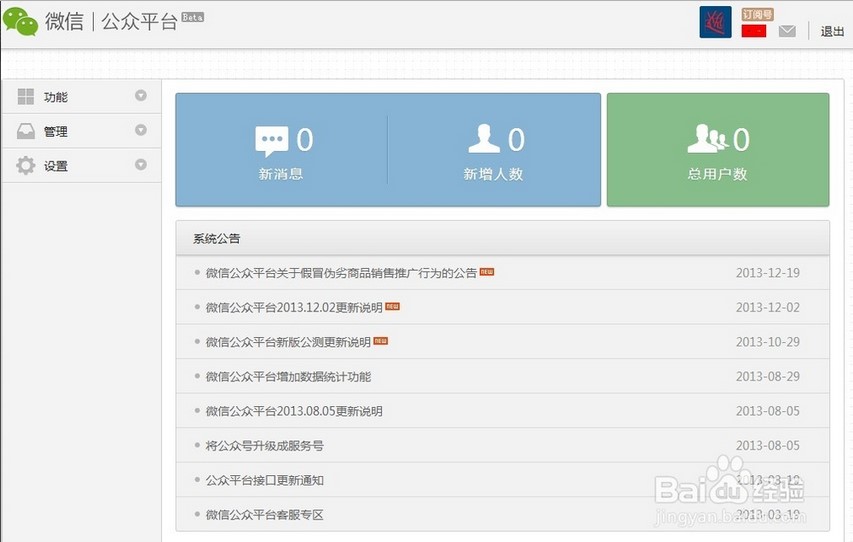 微信 | 公众平台 Beta
订阅号
退出
功能
管理
设置
0
新消息
0
新增人数
0
总用户数
系统公告
微信公众平台关于假冒伪劣商品销售推广行为的公告 new 2013-12-19
微信公众平台2013.12.02更新说明 new 2013-12-02
微信公众平台新版公测更新说明 new 2013-10-29
微信公众平台增加数据统计功能 2013-08-29
微信公众平台2013.08.05更新说明 2013-08-05
将公众号升级成服务号 2013-08-05
公众平台接口更新通知 2013-03-19
微信公众平台客服专区 2013-03-19
Baidu经验
jingyan.baidu.com